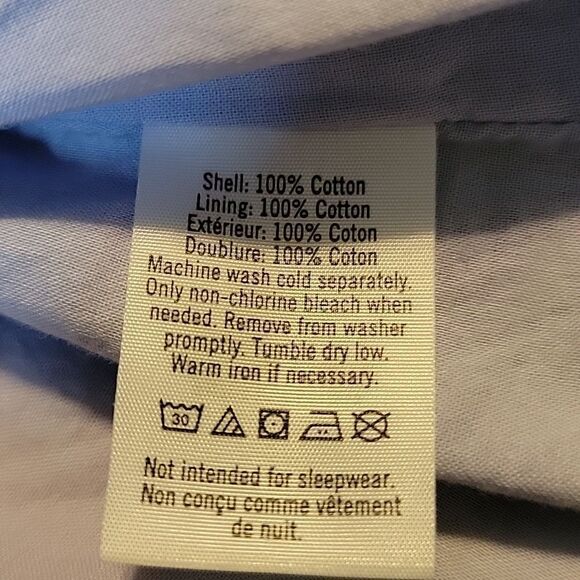 Shell: 100% Cotton
Lining: 100% Cotton
Extérieur: 100% Coton
Doublure: 100% Coton
Machine wash cold separately.
Only non-chlorine bleach when
needed. Remove from washer
promptly. Tumble dry low.
Warm iron if necessary.
30
Not intended for sleepwear.
Non conçu comme vêtement
de nuit.